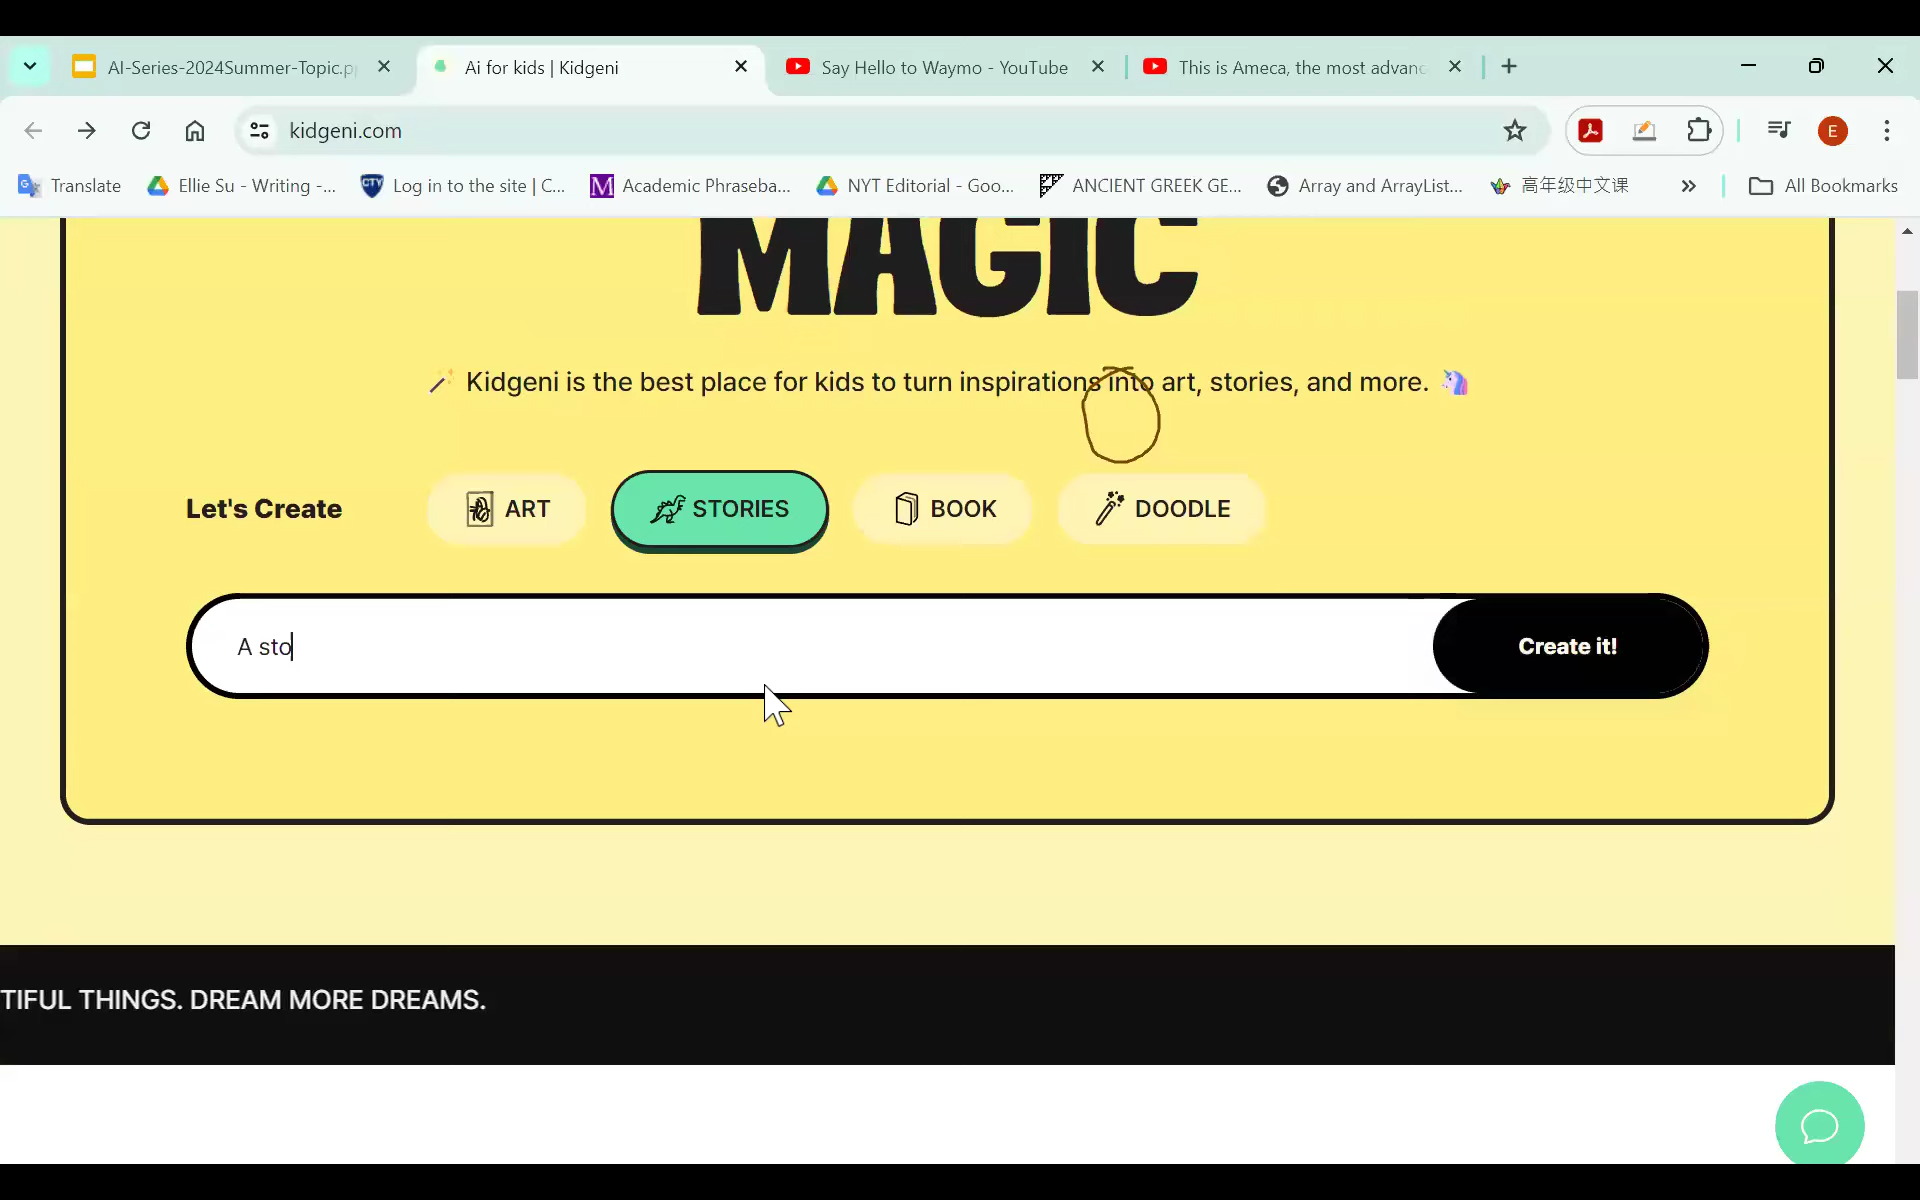 AI-Series-2024Summer-Topic.p
Ai for kids | Kidgeni
Say Hello to Waymo - YouTube
This is Ameca, the most advanc
kidgeni.com
E
Translate
Ellie Su - Writing -...
CTY
Log in to the site | C...
M
Academic Phraseba...
NYT Editorial - Goo...
ANCIENT GREEK GE...
Array and ArrayList...
高年级中文课
All Bookmarks
MAGIC
Kidgeni is the best place for kids to turn inspirations into art, stories, and more.
Let's Create
ART
STORIES
BOOK
DOODLE
A sto
Create it!
TIFUL THINGS. DREAM MORE DREAMS.